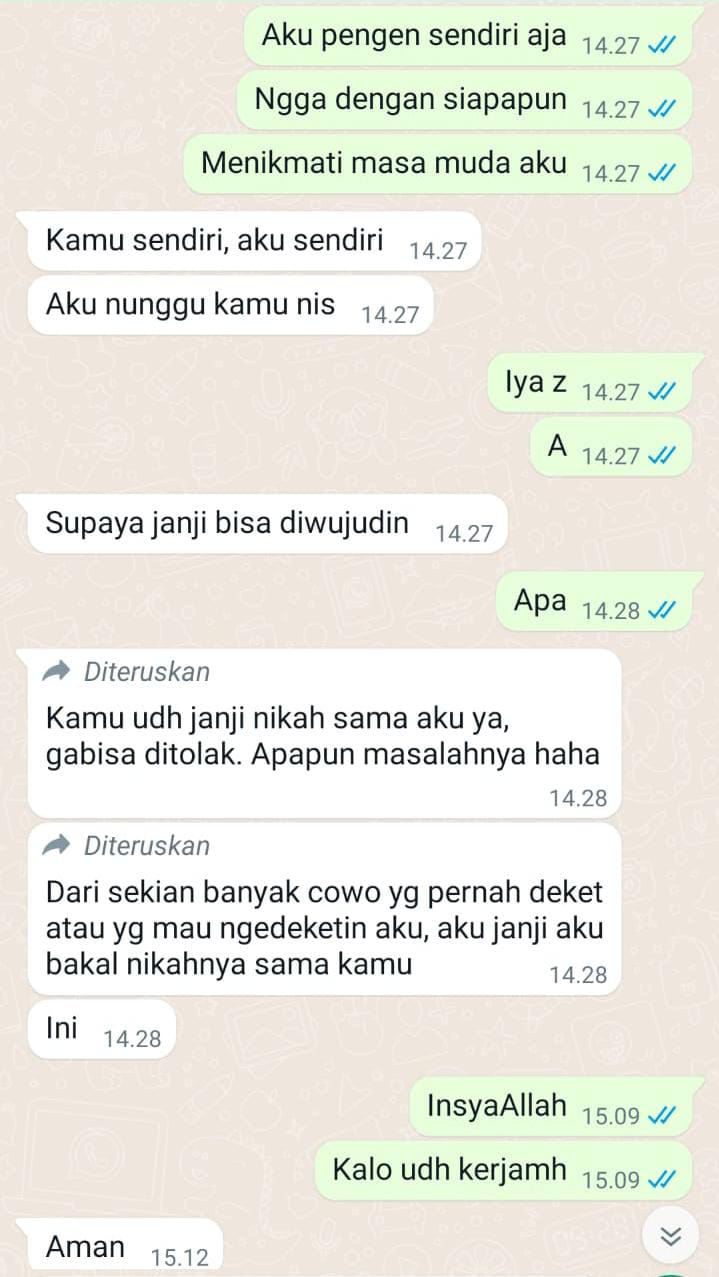 Aku pengen sendiri aja 14.27
Ngga dengan siapapun 14.27
Menikmati masa muda aku 14.27
Kamu sendiri, aku sendiri 14.27
Aku nunggu kamu nis 14.27
Iya z 14.27
A 14.27
Supaya janji bisa diwujudin 14.27
Apa 14.28
Diteruskan
Kamu udh janji nikah sama aku ya,
gabisa ditolak. Apapun masalahnya haha
14.28
Diteruskan
Dari sekian banyak cowo yg pernah deket
atau yg mau ngedeketin aku, aku janji aku
bakal nikahnya sama kamu 14.28
Ini 14.28
InsyaAllah 15.09
Kalo udh kerjamh 15.09
Aman 15.12